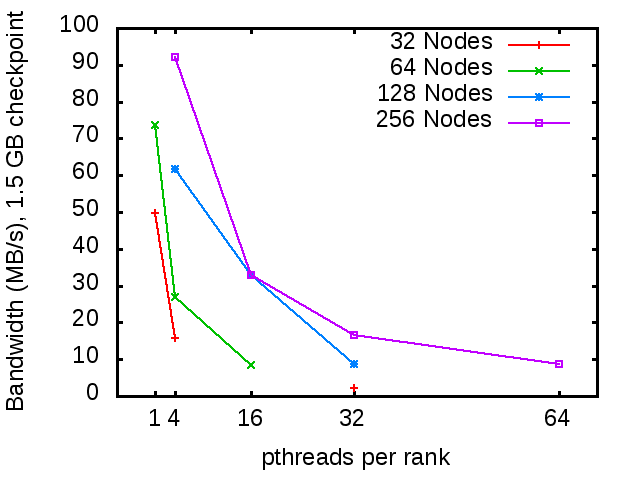 Bandwidth (MB/s), 1.5 GB checkpoint
100
90
80
70
60
50
40
30
20
10
0
32 Nodes
64 Nodes
128 Nodes
256 Nodes
1 4 16 32 64
pthreads per rank